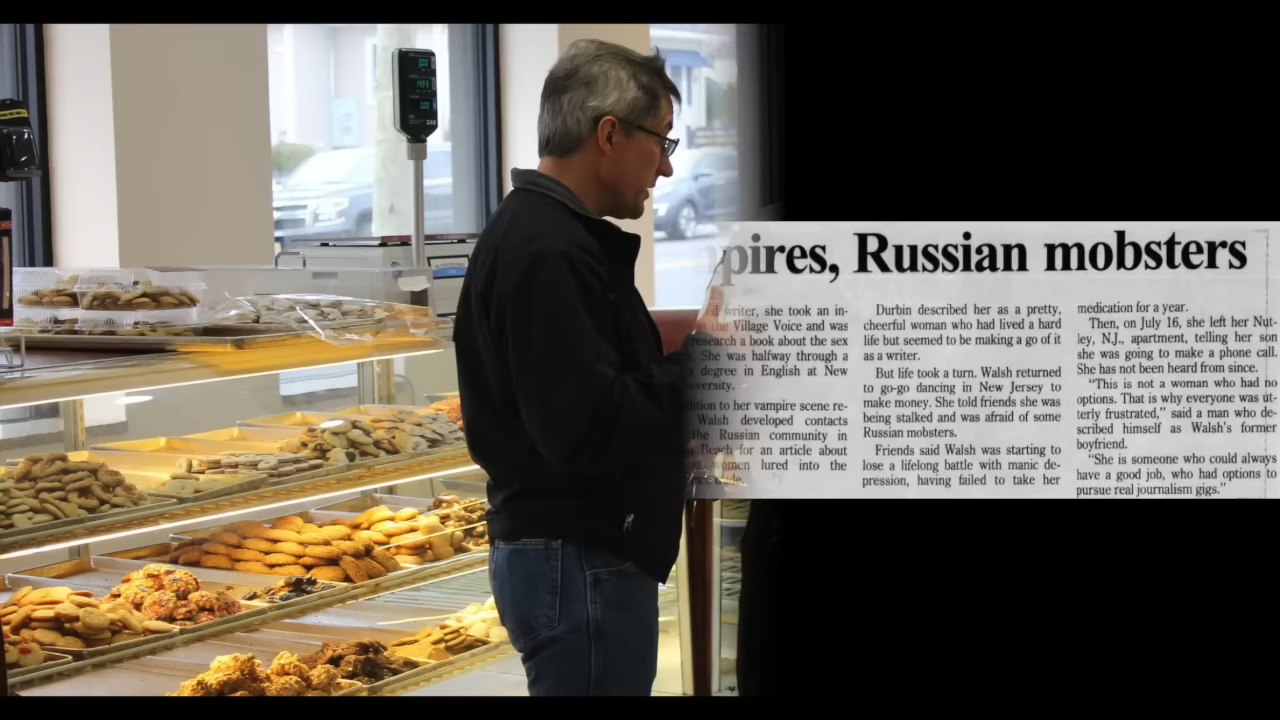 pires, Russian mobsters
writer, she took an in-
the Village Voice and was
research a book about the sex
She was halfway through a
degree in English at New
versity.
ition to her vampire scene re-
Walsh developed contacts
the Russian community in
Beach for an article about
omen lured into the
Durbin described her as a pretty,
cheerful woman who had lived a hard
life but seemed to be making a go of it
as a writer.
But life took a turn. Walsh returned
to go-go dancing in New Jersey to
make money. She told friends she was
being stalked and was afraid of some
Russian mobsters.
Friends said Walsh was starting to
lose a lifelong battle with manic de-
pression, having failed to take her
medication for a year.
Then, on July 16, she left her Nut-
ley, N.J., apartment, telling her son
she was going to make a phone call.
She has not been heard from since.
"This is not a woman who had no
options. That is why everyone was ut-
terly frustrated," said a man who de-
scribed himself as Walsh's former
boyfriend.
"She is someone who could always
have a good job, who had options to
pursue real journalism gigs."